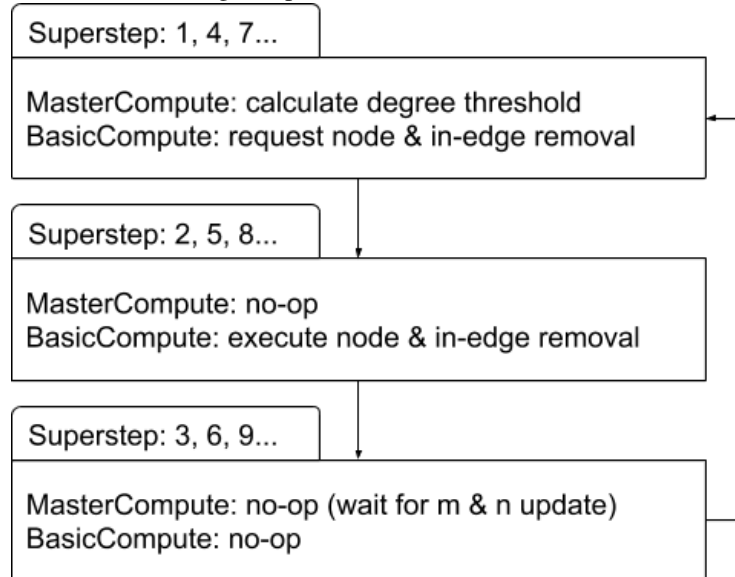 Superstep: 1, 4, 7...
MasterCompute: calculate degree threshold
BasicCompute: request node & in-edge removal
Superstep: 2, 5, 8...
MasterCompute: no-op
BasicCompute: execute node & in-edge removal
Superstep: 3, 6, 9...
MasterCompute: no-op (wait for m & n update)
BasicCompute: no-op